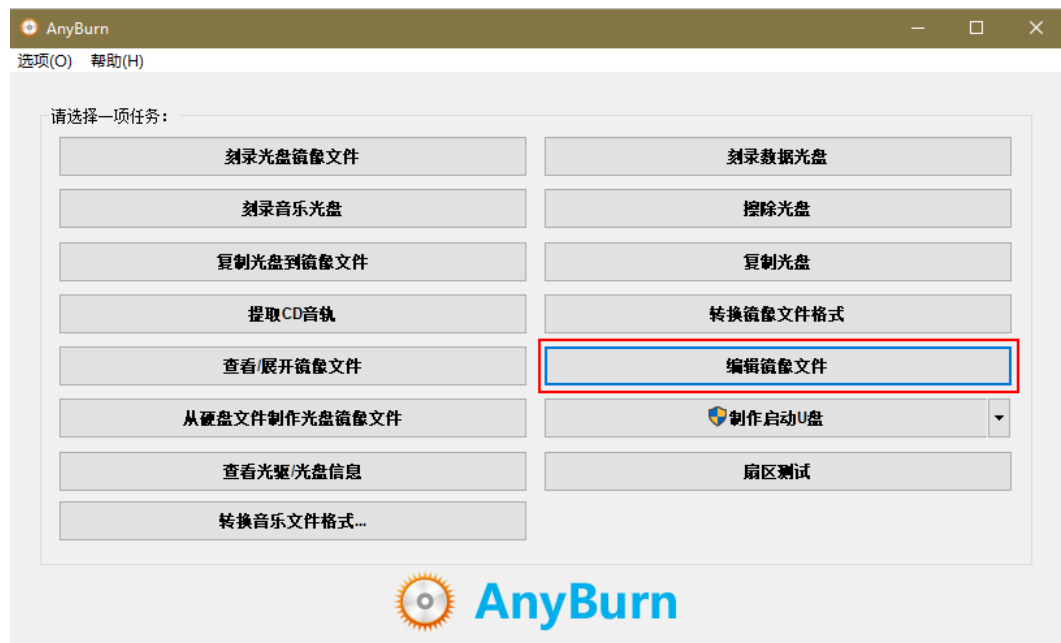 AnyBurn
选项(O) 帮助(H)
请选择一项任务：
刻录光盘镜像文件 刻录数据光盘
刻录音乐光盘 擦除光盘
复制光盘到镜像文件 复制光盘
提取CD音轨 转换镜像文件格式
查看/展开镜像文件 编辑镜像文件
从硬盘文件制作光盘镜像文件 制作启动U盘
查看光驱/光盘信息 扇区测试
转换音乐文件格式...
AnyBurn